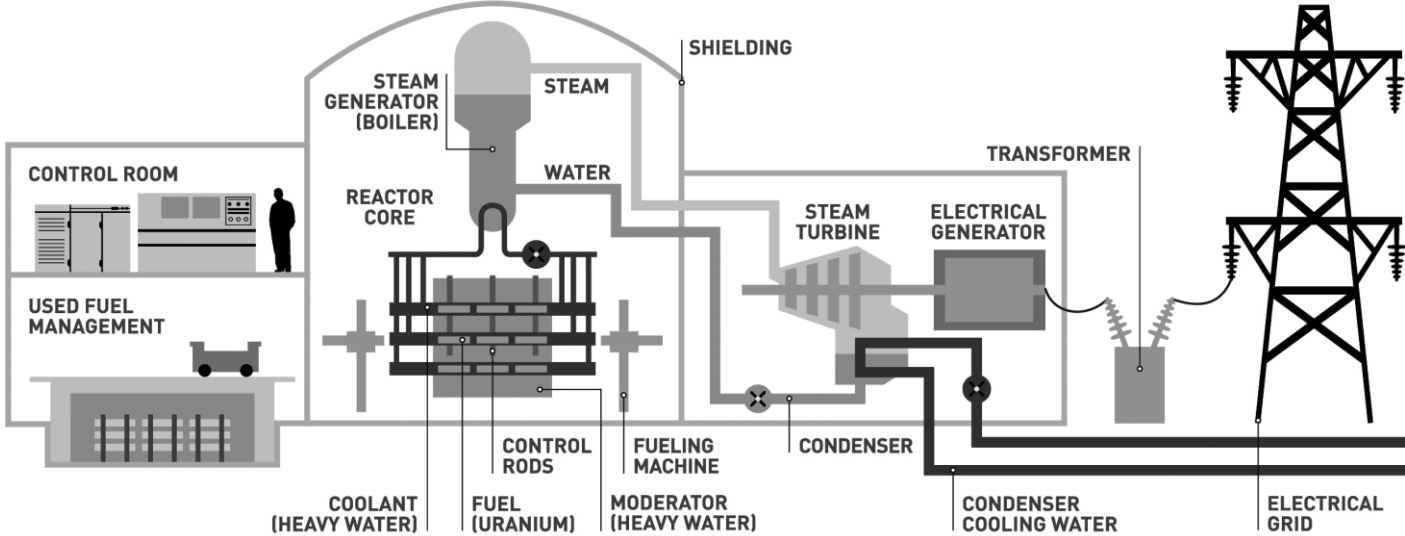 SHIELDING
STEAM
GENERATOR
(BOILER)
STEAM
CONTROL ROOM
WATER
TRANSFORMER
REACTOR
CORE
STEAM
TURBINE
ELECTRICAL
GENERATOR
USED FUEL
MANAGEMENT
CONTROL
RODS
FUELING
MACHINE
CONDENSER
COOLANT
(HEAVY WATER)
FUEL
(URANIUM)
MODERATOR
(HEAVY WATER)
CONDENSER
COOLING WATER
ELECTRICAL
GRID